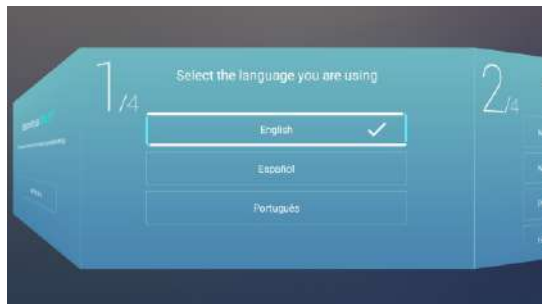 1/4
Select the language you are using
English
Español
Português
2/4